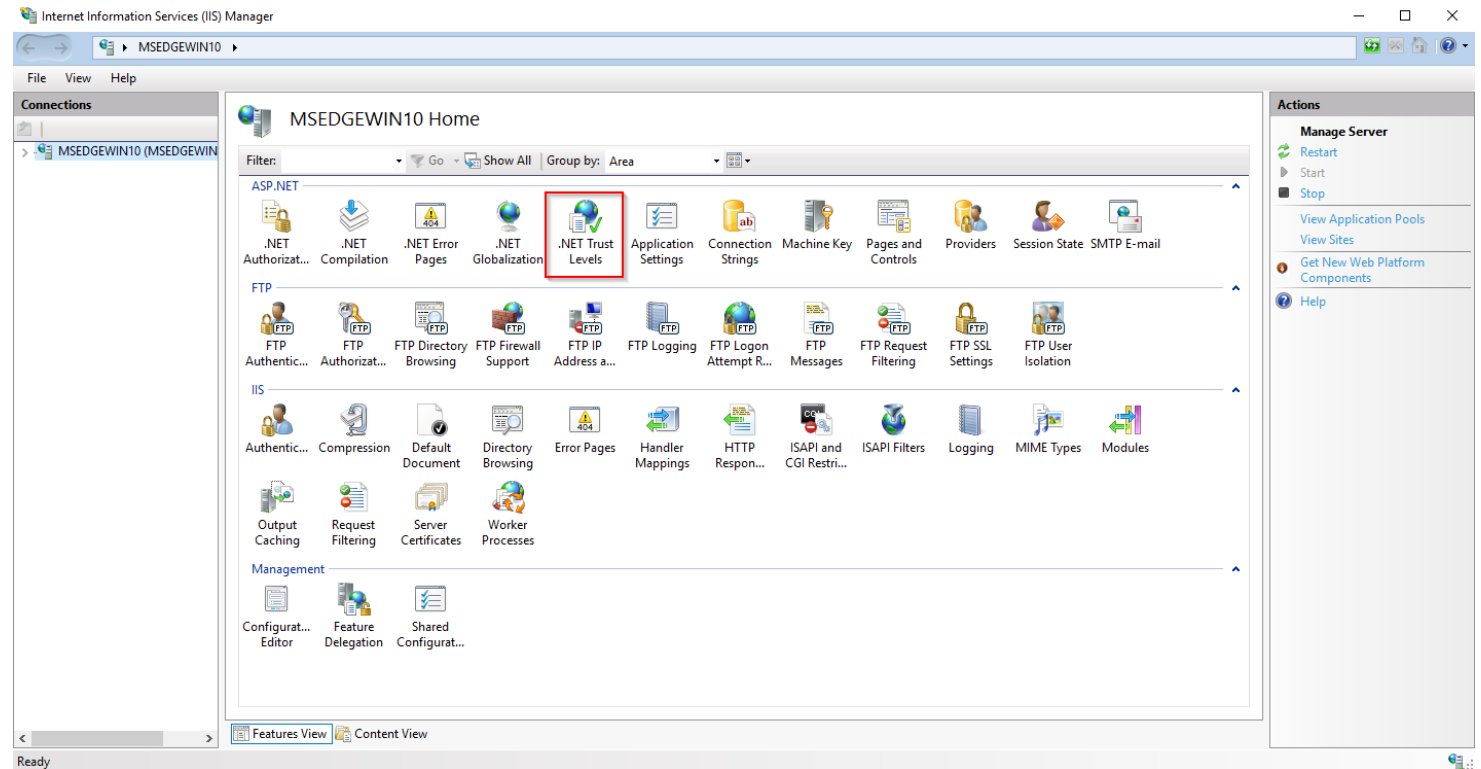 Internet Information Services (IIS) Manager
MSEDGEWIN10
File View Help
Connections
MSEDGEWIN10 (MSEDGEWIN
MSEDGEWIN10 Home
Filter: Go Show All Group by: Area
ASP.NET
.NET Authorizat...
.NET Compilation
.NET Error Pages
.NET Globalization
.NET Trust Levels
Application Settings
Connection Strings
Machine Key
Pages and Controls
Providers
Session State
SMTP E-mail
FTP
FTP Authentic...
FTP Authorizat...
FTP Directory Browsing
FTP Firewall Support
FTP IP Address a...
FTP Logging
FTP Logon Attempt R...
FTP Messages
FTP Request Filtering
FTP SSL Settings
FTP User Isolation
IIS
Authentic...
Compression
Default Document
Directory Browsing
Error Pages
Handler Mappings
HTTP Respon...
ISAPI and CGI Restri...
ISAPI Filters
Logging
MIME Types
Modules
Output Caching
Request Filtering
Server Certificates
Worker Processes
Management
Configurat... Editor
Feature Delegation
Shared Configurat...
Features View Content View
Ready
Actions
Manage Server
Restart
Start
Stop
View Application Pools
View Sites
Get New Web Platform
Components
Help